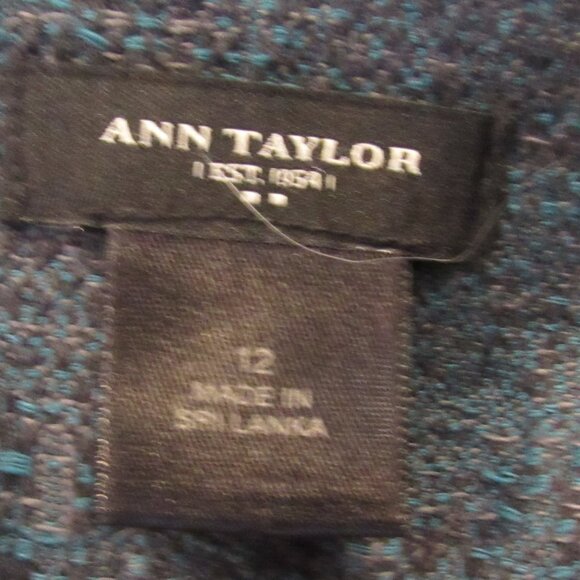 ANN TAYLOR
EST. 1954
12
MADE IN
SRI LANKA